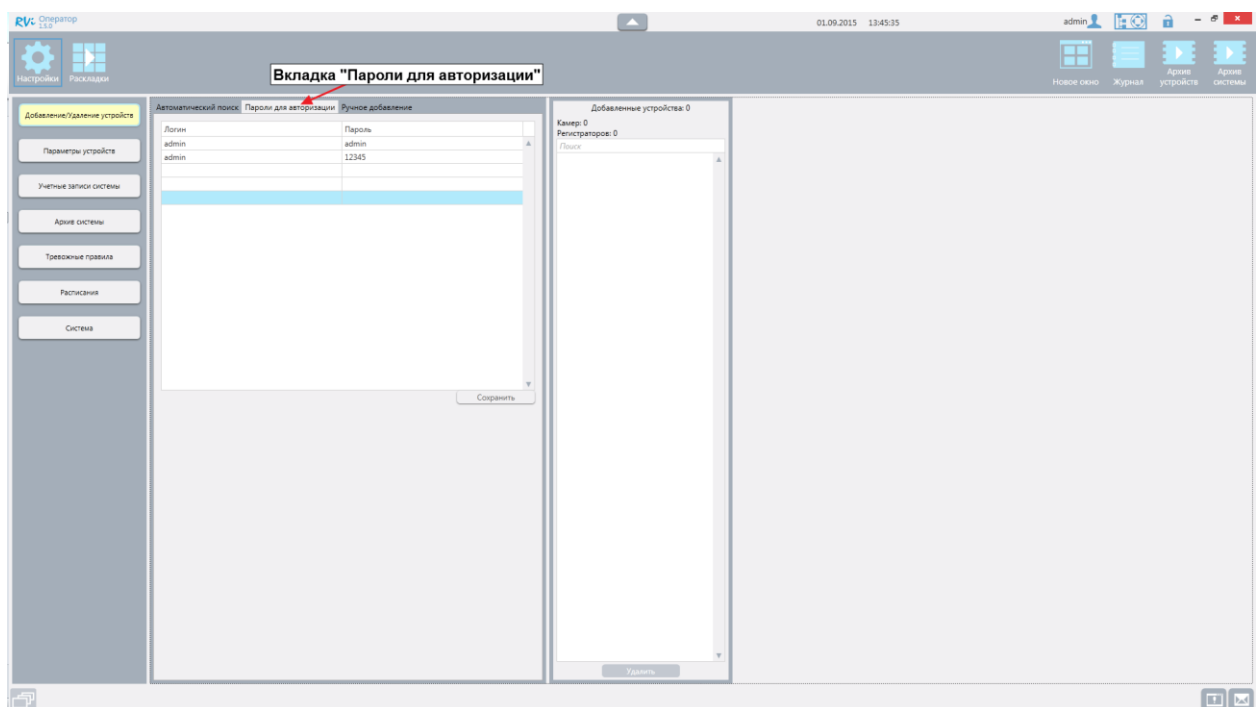 RVi Оператор
1.5.0
01.09.2015 13:45:35
admin
Настройки Раскладки
Новое окно Журнал Архив устройств Архив системы
Вкладка "Пароли для авторизации"
Добавление/Удаление устройств
Параметры устройств
Учетные записи системы
Архив системы
Тревожные правила
Расписания
Система
Автоматический поиск Пароли для авторизации Ручное добавление
Логин Пароль
admin admin
admin 12345
Сохранить
Добавленные устройства: 0
Камер: 0
Регистраторов: 0
Поиск
Удалить